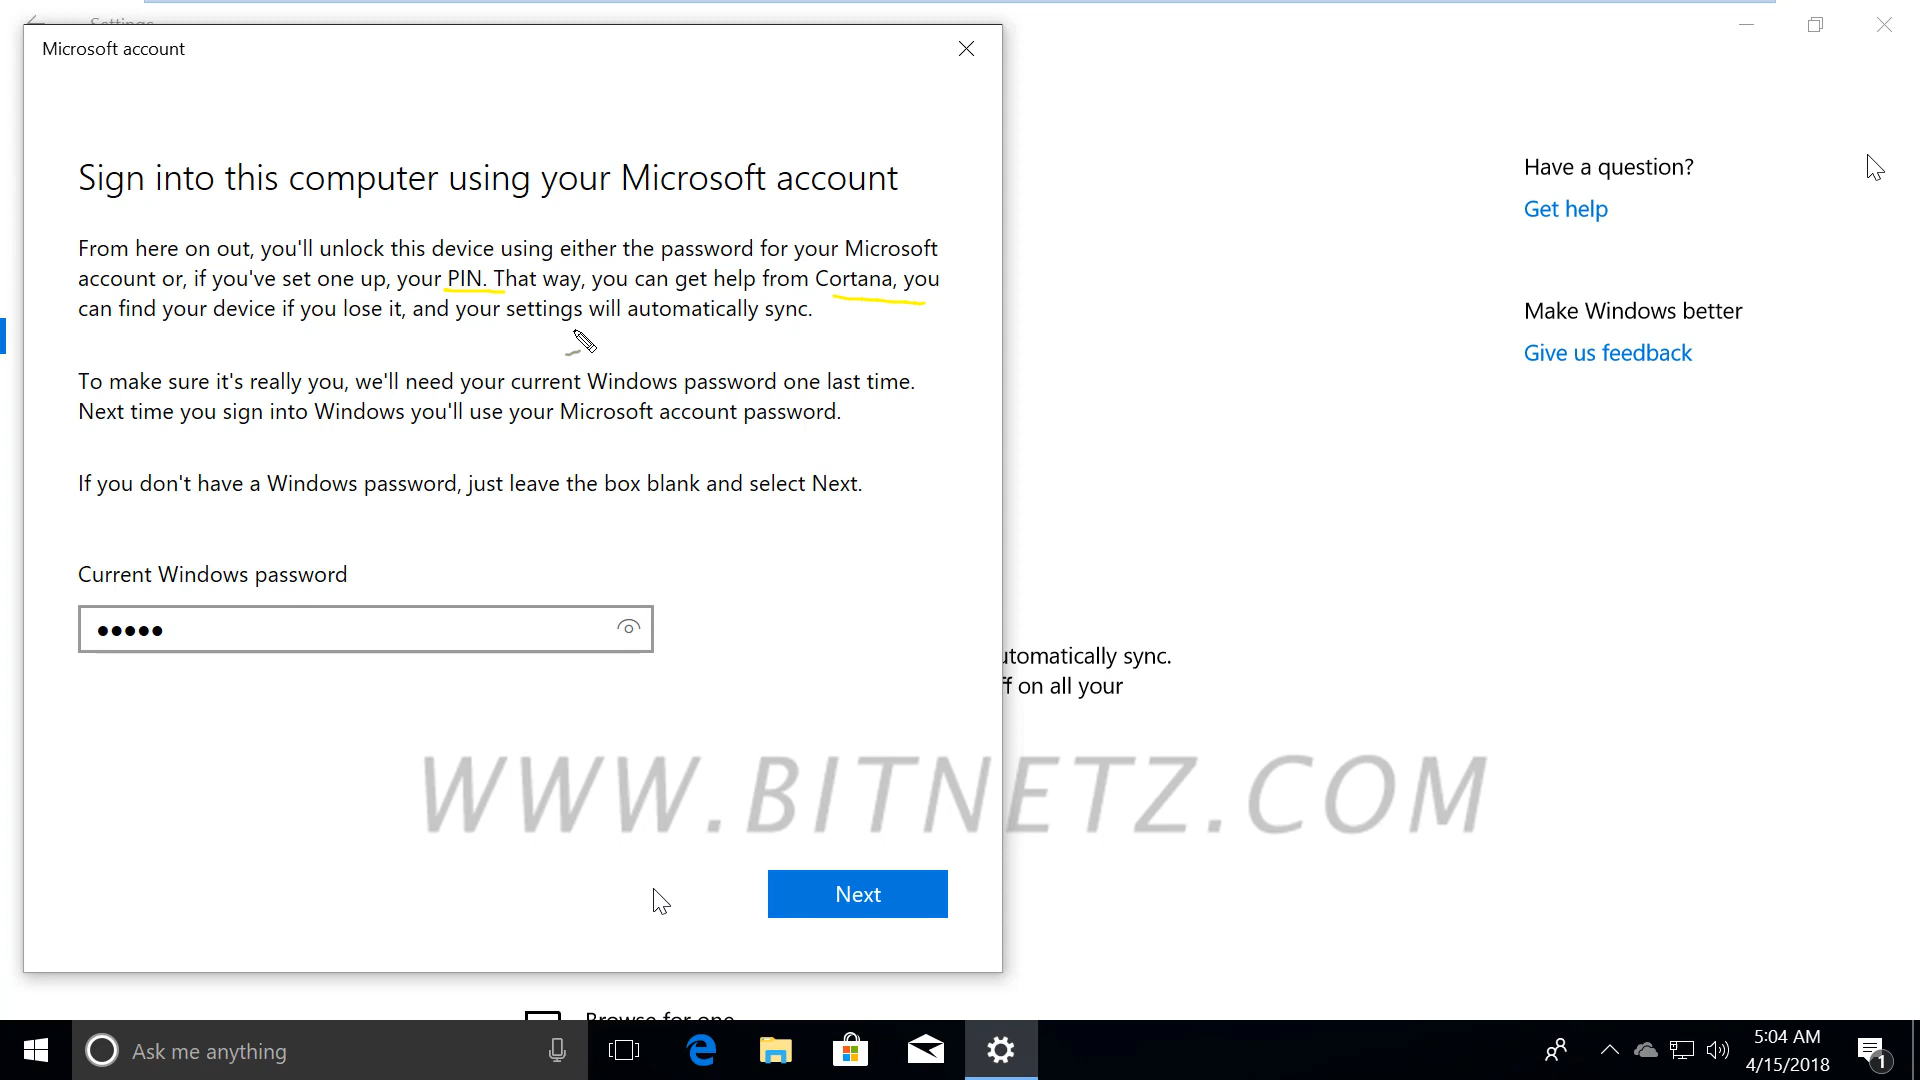 Settings
Microsoft account
Sign into this computer using your Microsoft account
From here on out, you'll unlock this device using either the password for your Microsoft
account or, if you've set one up, your PIN. That way, you can get help from Cortana, you
can find your device if you lose it, and your settings will automatically sync.
To make sure it's really you, we'll need your current Windows password one last time.
Next time you sign into Windows you'll use your Microsoft account password.
If you don't have a Windows password, just leave the box blank and select Next.
Current Windows password
●●●●●
Next
Have a question?
Get help
Make Windows better
Give us feedback
utomatically sync.
ff on all your
WWW.BITNETZ.COM
Browse for one
Ask me anything
5:04 AM
4/15/2018
1